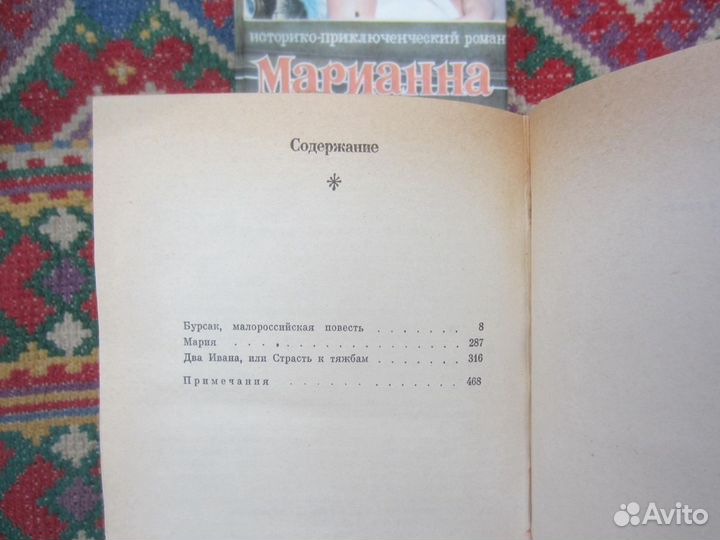 историко-приключенческий роман
Марианна
Содержание
*
Бурсак, малороссийская повесть . . . . . . . 8
Мария . . . . . . . . . . . . . . 287
Два Ивана, или Страсть к тяжбам . . . . . . . 316
Примечания . . . . . . . . . . . 468
Avito